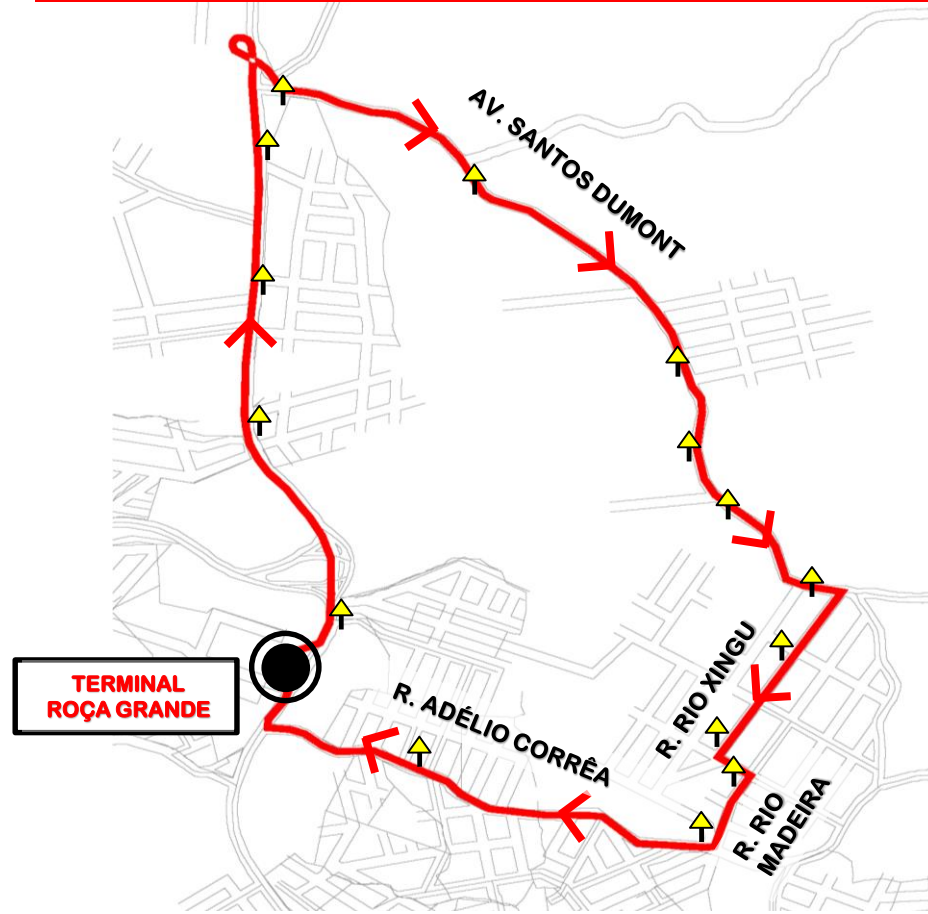 AV. SANTOS DUMONT
R. RIO XINGU
TERMINAL
ROÇA GRANDE
R. ADÉLIO CORRÊA
R. RIO
MADEIRA